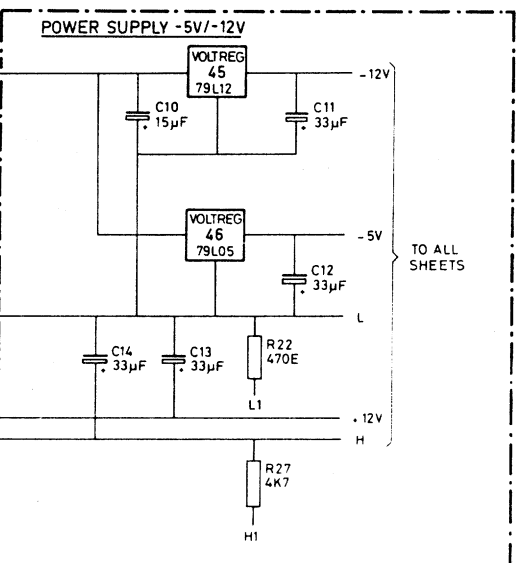 POWER SUPPLY -5V/-12V
VOLTREG
45
79L12
-12V
C10
15µF
+
C11
33µF
+
VOLTREG
46
79L05
-5V
TO ALL
SHEETS
C12
33µF
+
L
C14
33µF
+
C13
33µF
+
R22
470E
L1
+12V
H
R27
4K7
H1